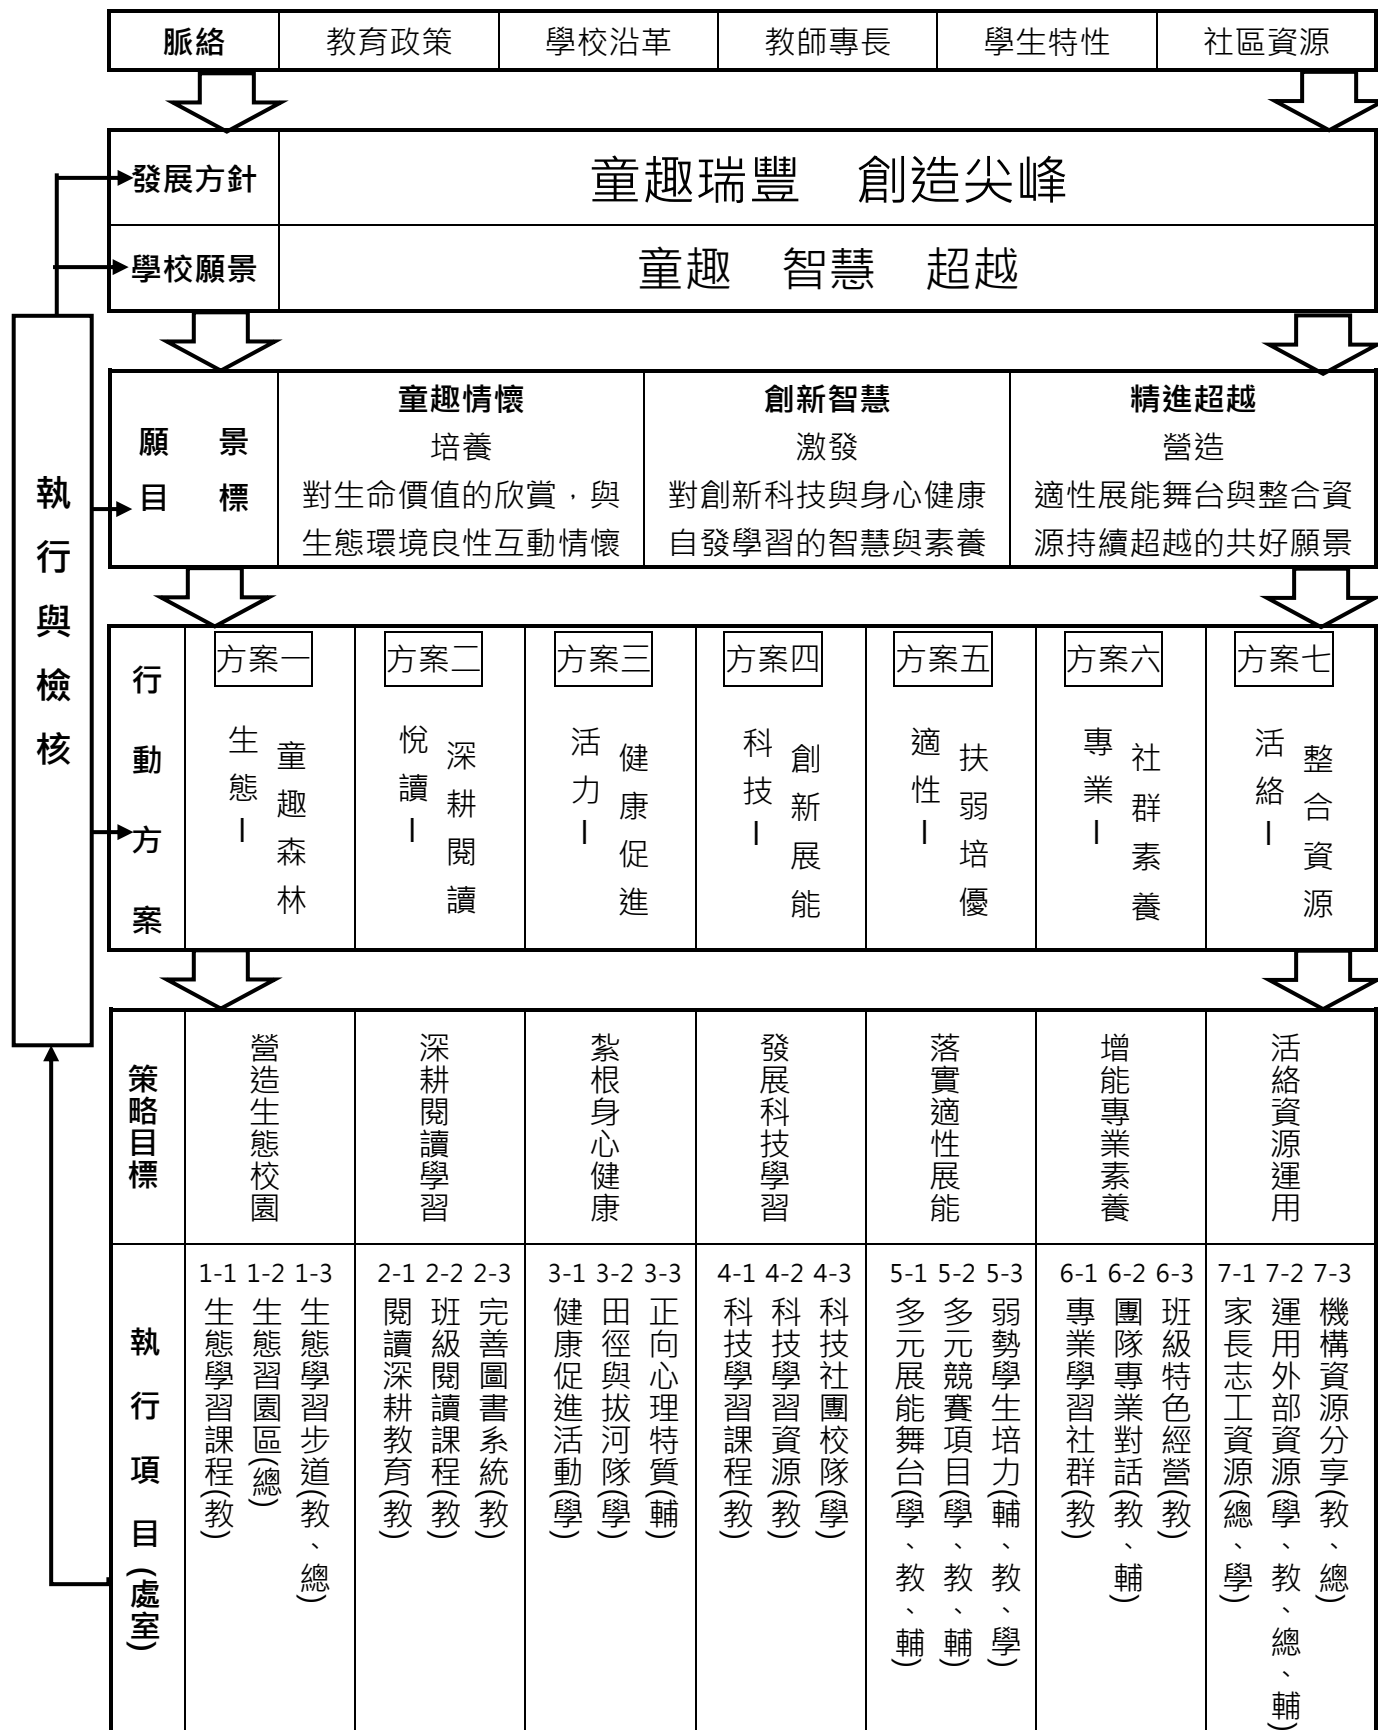 脈絡
教育政策
學校沿革
教師專長
學生特性
社區資源
發展方針
童趣瑞豐　創造尖峰
學校願景
童趣　智慧　超越
執行與檢核
願　景
目　標
童趣情懷
培養
對生命價值的欣賞，與
生態環境良性互動情懷
創新智慧
激發
對創新科技與身心健康
自發學習的智慧與素養
精進超越
營造
適性展能舞台與整合資
源持續超越的共好願景
行動方案
方案一
生態－
童趣森林
方案二
悅讀－
深耕閱讀
方案三
活力－
健康促進
方案四
科技－
創新展能
方案五
適性－
扶弱培優
方案六
專業－
社群素養
方案七
活絡－
整合資源
策略目標
營造生態校園
深耕閱讀學習
紮根身心健康
發展科技學習
落實適性展能
增能專業素養
活絡資源運用
執行項目(處室)
1-1 生態學習課程(教)
1-2 生態習園區(總)
1-3 生態學習步道(教、總)
2-1 閱讀深耕教育(教)
2-2 班級閱讀課程(教)
2-3 完善圖書系統(教)
3-1 健康促進活動(學)
3-2 田徑與拔河隊(學)
3-3 正向心理特質(輔)
4-1 科技學習課程(教)
4-2 科技學習資源(教)
4-3 科技社團校隊(學)
5-1 多元展能舞台(學、教、輔)
5-2 多元競賽項目(學、教、輔)
5-3 弱勢學生培力(輔、教、學)
6-1 專業學習社群(教)
6-2 團隊專業對話(教、輔)
6-3 班級特色經營(教)
7-1 家長志工資源(總、學)
7-2 運用外部資源(學、教、總、輔)
7-3 機構資源分享(教、總)